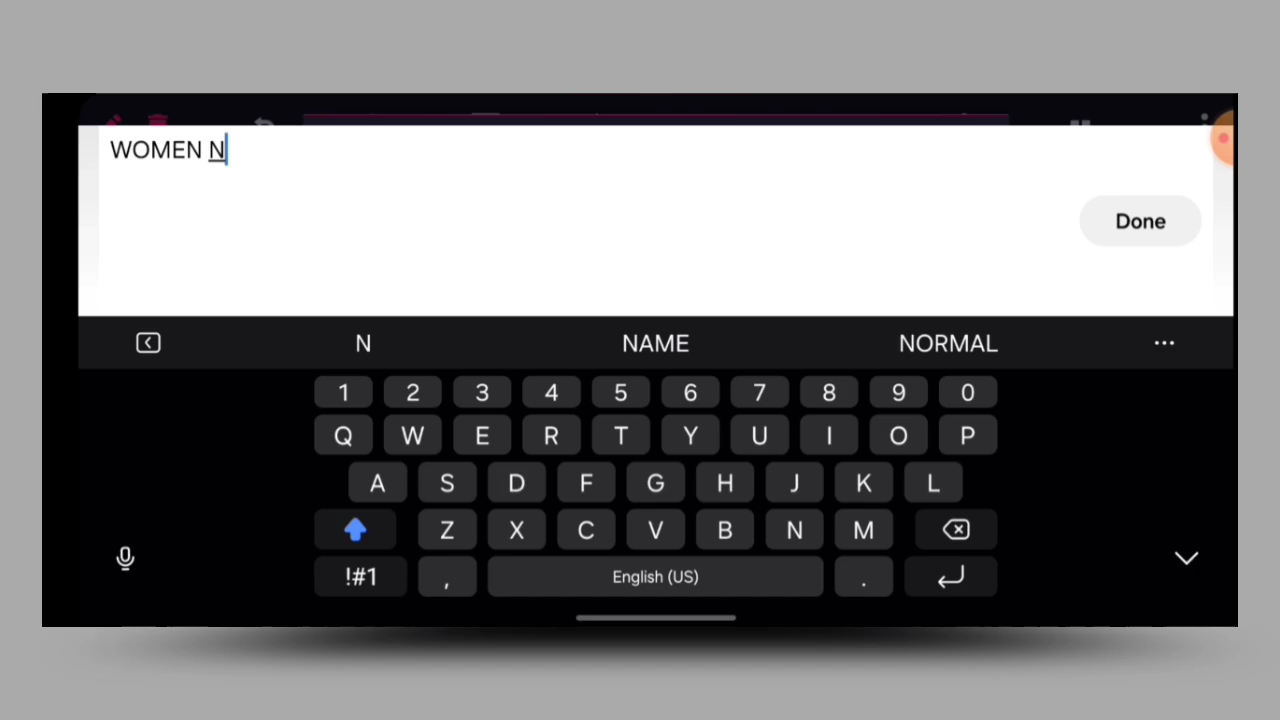 WOMEN N
Done
N NAME NORMAL ...
1 2 3 4 5 6 7 8 9 0
Q W E R T Y U I O P
A S D F G H J K L
Z X C V B N M
!#1 , English (US) .